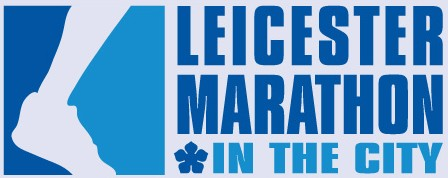 LEICESTER
MARATHON
IN THE CITY